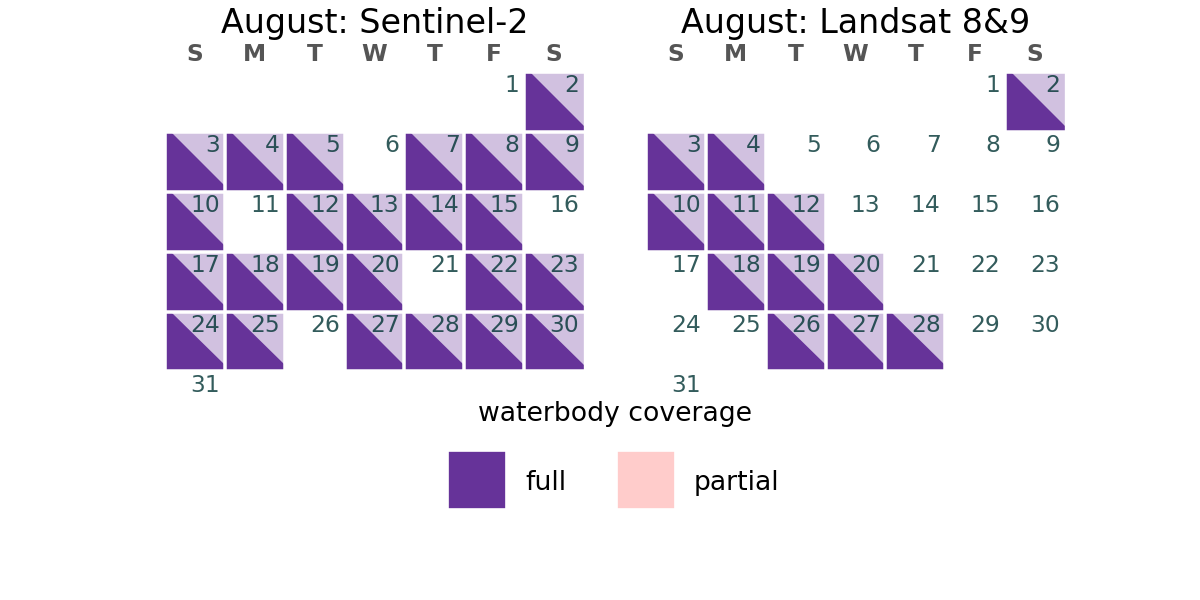 August: Sentinel-2
S M T W T F S
1 2
3 4 5 6 7 8 9
10 11 12 13 14 15 16
17 18 19 20 21 22 23
24 25 26 27 28 29 30
31
August: Landsat 8&9
S M T W T F S
1 2
3 4 5 6 7 8 9
10 11 12 13 14 15 16
17 18 19 20 21 22 23
24 25 26 27 28 29 30
31
waterbody coverage
full
partial